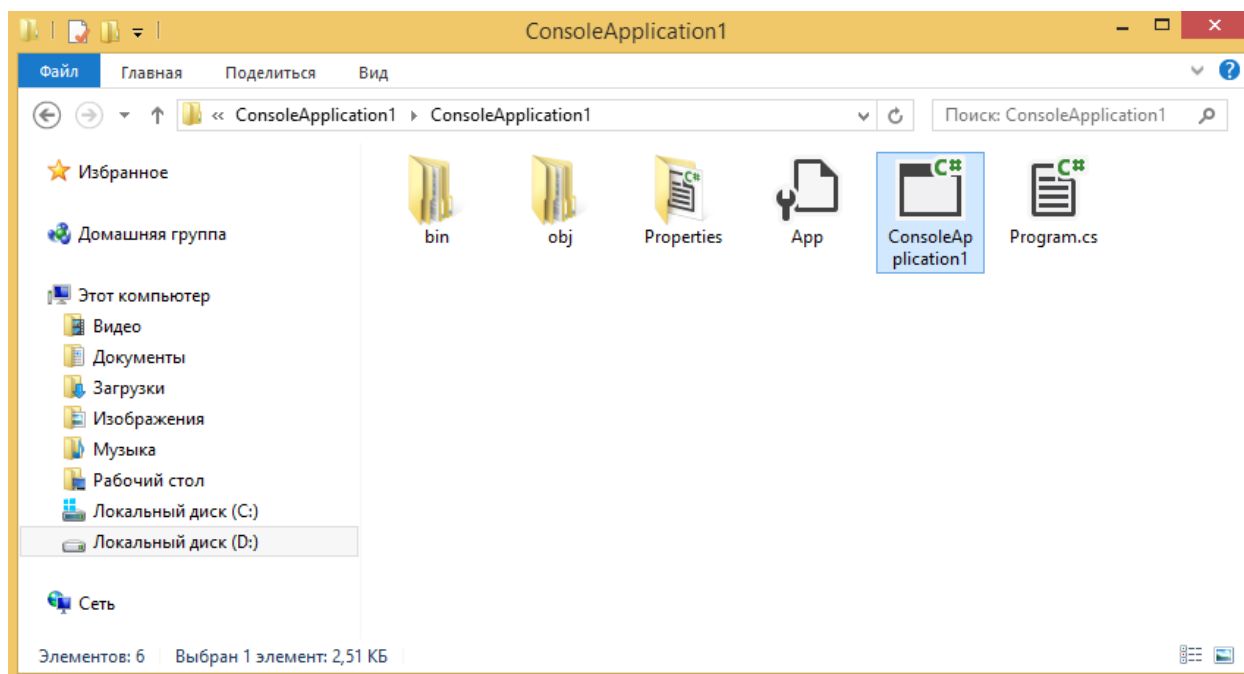 ConsoleApplication1
Файл Главная Поделиться Вид
« ConsoleApplication1 ConsoleApplication1 Поиск: ConsoleApplication1
Избранное
Домашняя группа
Этот компьютер
Видео
Документы
Загрузки
Изображения
Музыка
Рабочий стол
Локальный диск (C:)
Локальный диск (D:)
Сеть
bin obj Properties App ConsoleAp Program.cs
plication1
C# C# C#
Элементов: 6 Выбран 1 элемент: 2,51 КБ